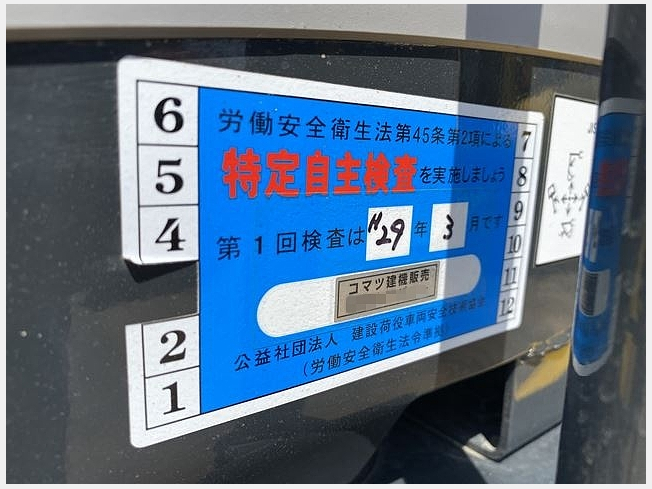 6
5
4
2
1
労働安全衛生法第45条第2項による
特定自主検査を実施しましょう
第1回検査はH29年3月です
コマツ建機販売
公益社団法人 建設荷役車両安全技術協会
(労働安全衛生法令準拠)
7
8
9
10
11
12